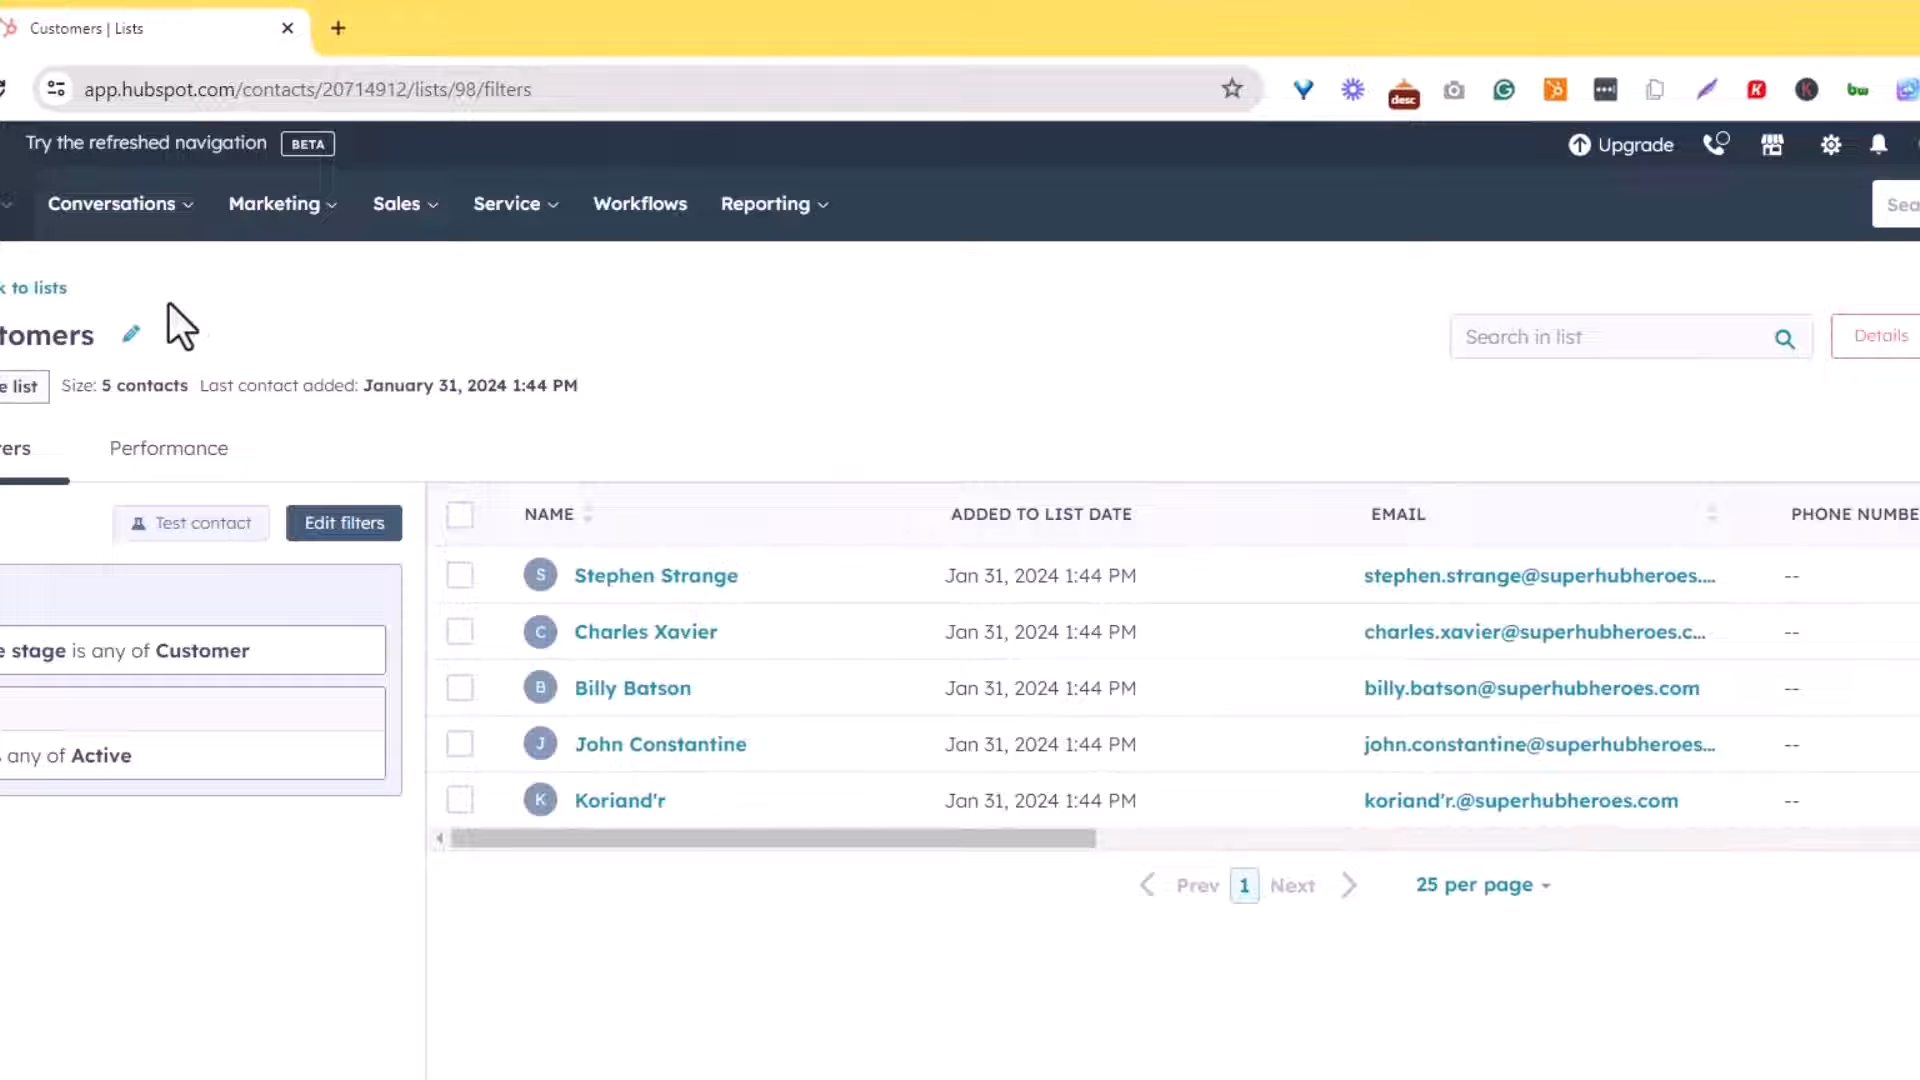 Customers | Lists
app.hubspot.com/contacts/20714912/lists/98/filters
desc
K
K
bw
Try the refreshed navigation BETA
Upgrade
Conversations Marketing Sales Service Workflows Reporting
Sea
k to lists
tomers
Search in list
Details
e list Size: 5 contacts Last contact added: January 31, 2024 1:44 PM
ers Performance
Test contact Edit filters
NAME ADDED TO LIST DATE EMAIL PHONE NUMBE
S Stephen Strange Jan 31, 2024 1:44 PM stephen.strange@superhubheroes.... --
C Charles Xavier Jan 31, 2024 1:44 PM charles.xavier@superhubheroes.c... --
e stage is any of Customer
B Billy Batson Jan 31, 2024 1:44 PM billy.batson@superhubheroes.com --
J John Constantine Jan 31, 2024 1:44 PM john.constantine@superhubheroes... --
any of Active
K Koriand'r Jan 31, 2024 1:44 PM koriand'r.@superhubheroes.com --
Prev 1 Next 25 per page